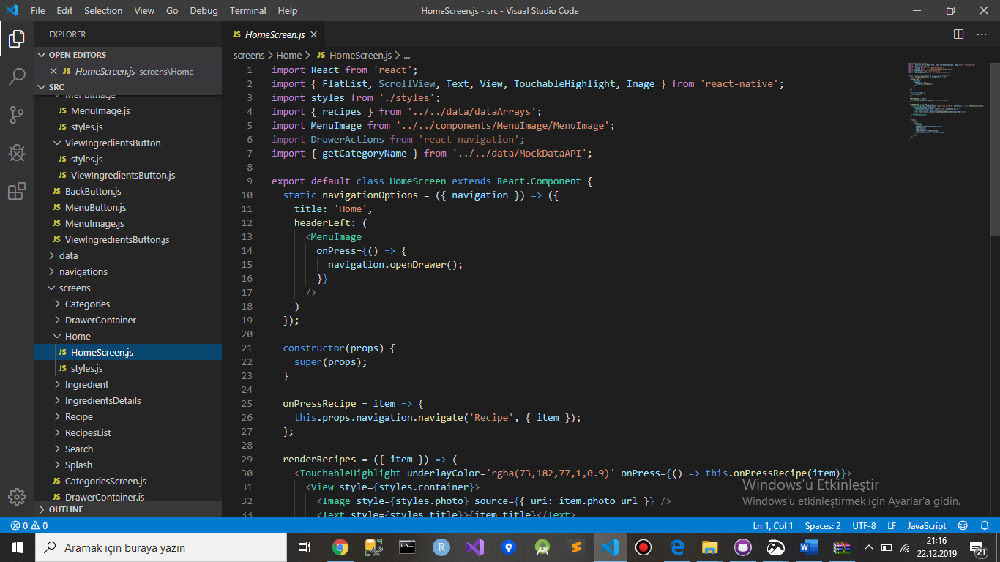 File Edit Selection View Go Debug Terminal Help
HomeScreen.js - src - Visual Studio Code
EXPLORER
OPEN EDITORS
JS HomeScreen.js screens\Home
SRC
MenuImage
JS MenuImage.js
JS styles.js
ViewIngredientsButton
JS styles.js
JS ViewIngredientsButton.js
JS BackButton.js
JS MenuButton.js
JS MenuImage.js
JS ViewIngredientsButton.js
data
navigations
screens
Categories
DrawerContainer
Home
JS HomeScreen.js
JS styles.js
Ingredient
IngredientsDetails
Recipe
RecipesList
Search
Splash
JS CategoriesScreen.js
JS DrawerContainer.js
OUTLINE
JS HomeScreen.js
screens > Home > JS HomeScreen.js > ...
1 import React from 'react';
2 import { FlatList, ScrollView, Text, View, TouchableHighlight, Image } from 'react-native';
3 import styles from './styles';
4 import { recipes } from '../../data/dataArrays';
5 import MenuImage from '../../components/MenuImage/MenuImage';
6 import DrawerActions from 'react-navigation';
7 import { getCategoryName } from '../../data/MockDataAPI';
8
9 export default class HomeScreen extends React.Component {
10 static navigationOptions = ({ navigation }) => ({
11 title: 'Home',
12 headerLeft: (
13 <MenuImage
14 onPress={() => {
15 navigation.openDrawer();
16 }}
17 />
18 )
19 });
20
21 constructor(props) {
22 super(props);
23 }
24
25 onPressRecipe = item => {
26 this.props.navigation.navigate('Recipe', { item });
27 };
28
29 renderRecipes = ({ item }) => (
30 <TouchableHighlight underlayColor='rgba(73,182,77,1,0.9)' onPress={() => this.onPressRecipe(item)}>
31 <View style={styles.container}>
32 <Image style={styles.photo} source={{ uri: item.photo_url }} />
33 <Text style={styles.title}>{item.title}</Text>
Windows'u Etkinleştir
Windows'u etkinleştirmek için Ayarlar'a gidin.
0 0
Ln 1, Col 1 Spaces: 2 UTF-8 LF JavaScript
Aramak için buraya yazın
21:16
22.12.2019
21